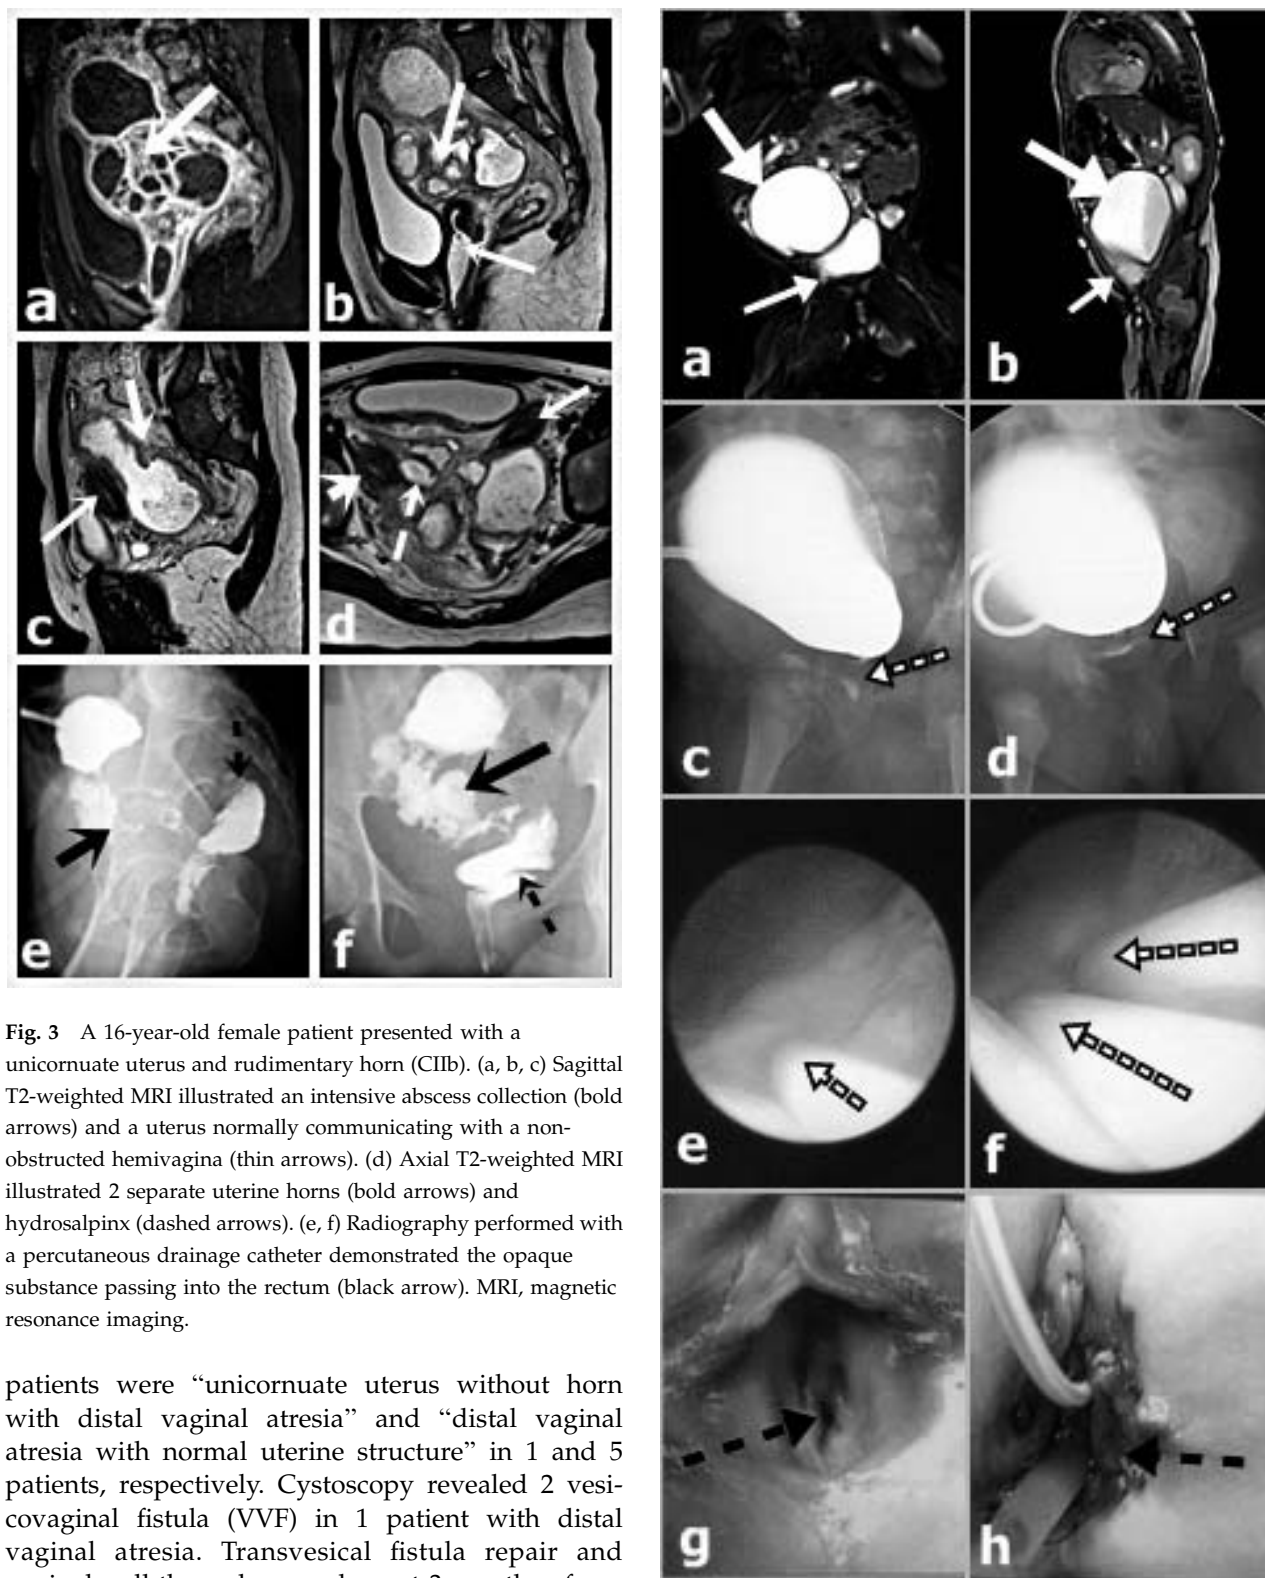 a
b
c
d
e
f
Fig. 3 A 16-year-old female patient presented with a
unicornuate uterus and rudimentary horn (CIIb). (a, b, c) Sagittal
T2-weighted MRI illustrated an intensive abscess collection (bold
arrows) and a uterus normally communicating with a non-
obstructed hemivagina (thin arrows). (d) Axial T2-weighted MRI
illustrated 2 separate uterine horns (bold arrows) and
hydrosalpinx (dashed arrows). (e, f) Radiography performed with
a percutaneous drainage catheter demonstrated the opaque
substance passing into the rectum (black arrow). MRI, magnetic
resonance imaging.
patients were “unicornuate uterus without horn
with distal vaginal atresia” and “distal vaginal
atresia with normal uterine structure” in 1 and 5
patients, respectively. Cystoscopy revealed 2 vesi-
covaginal fistula (VVF) in 1 patient with distal
vaginal atresia. Transvesical fistula repair and
a
b
c
d
e
f
g
h